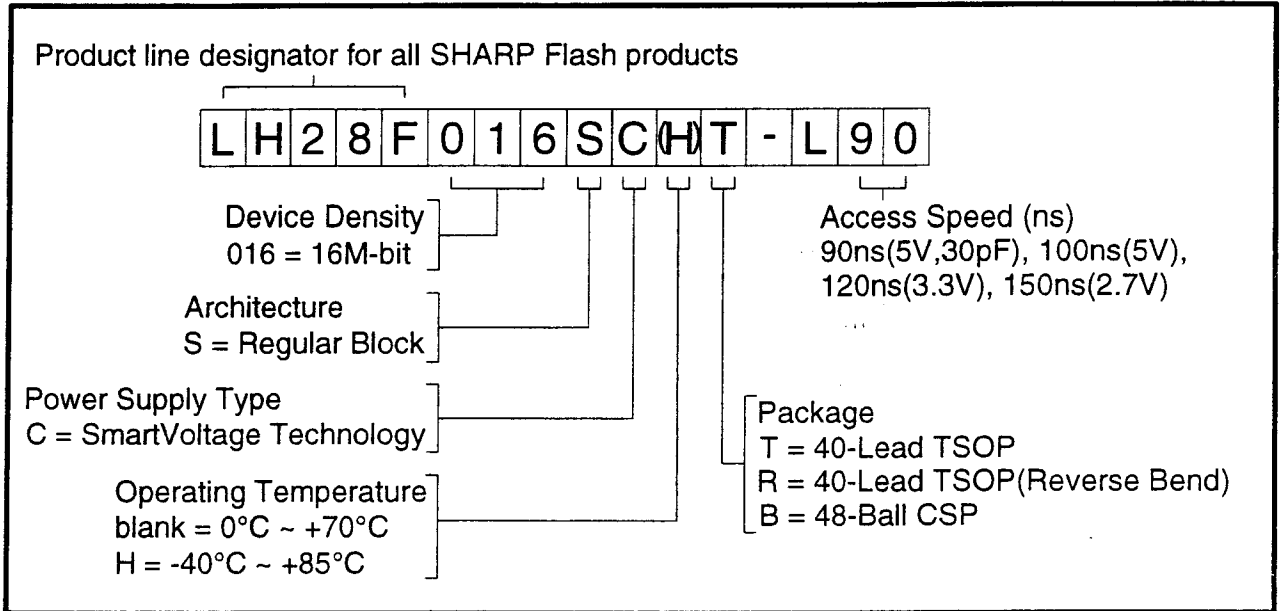 Product line designator for all SHARP Flash products
LH28F016SC(H)T-L90
Device Density
016 = 16M-bit
Architecture
S = Regular Block
Power Supply Type
C = SmartVoltage Technology
Operating Temperature
blank = 0°C ~ +70°C
H = -40°C ~ +85°C
Access Speed (ns)
90ns(5V,30pF), 100ns(5V),
120ns(3.3V), 150ns(2.7V)
Package
T = 40-Lead TSOP
R = 40-Lead TSOP(Reverse Bend)
B = 48-Ball CSP